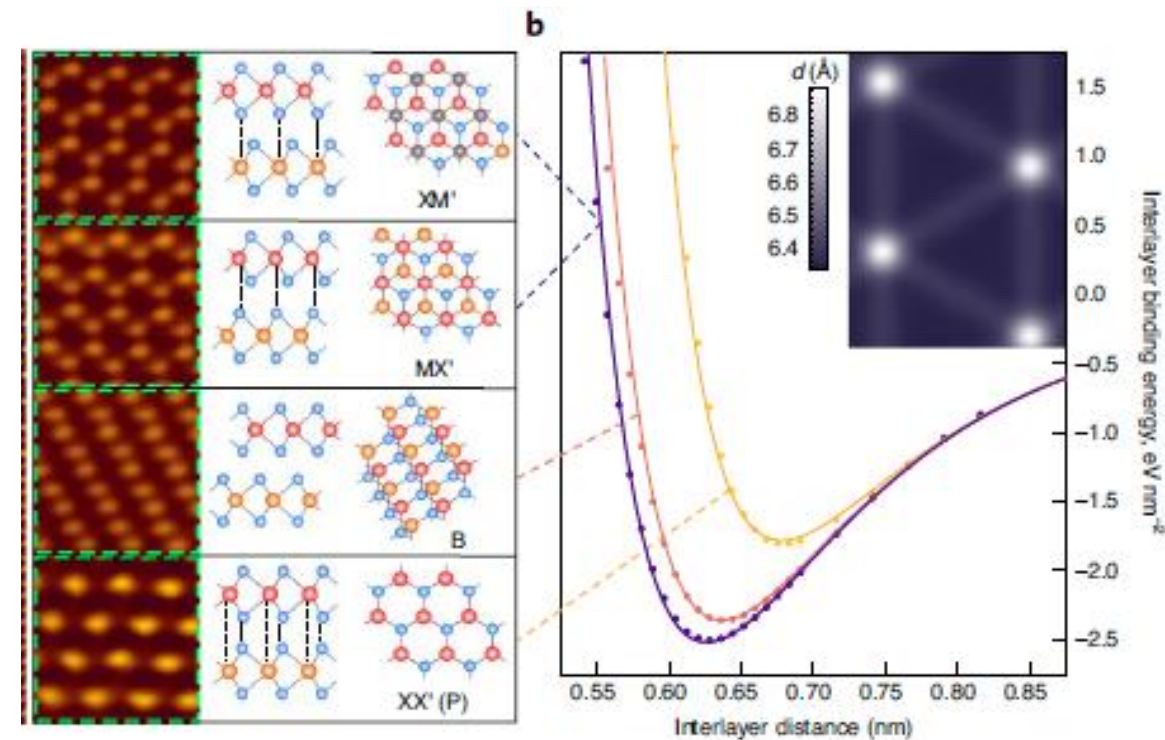 b
XM'
MX'
B
XX' (P)
d (Å)
6.8
6.7
6.6
6.5
6.4
1.5
1.0
0.5
0.0
−0.5
−1.0
−1.5
−2.0
−2.5
Interlayer binding energy, eV nm⁻²
0.55 0.60 0.65 0.70 0.75 0.80 0.85
Interlayer distance (nm)